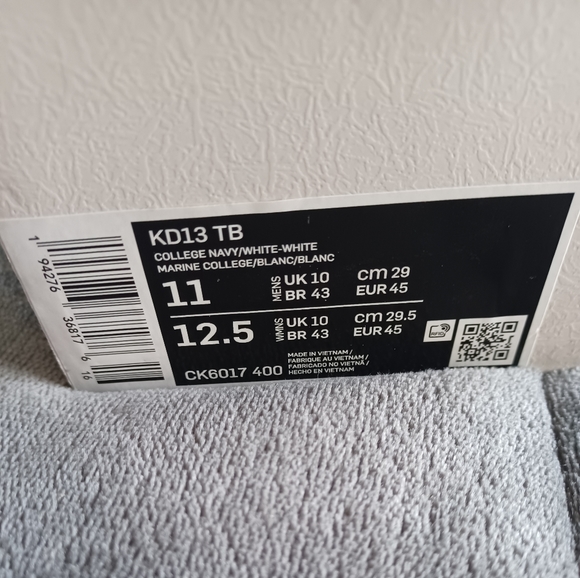 KD13 TB
COLLEGE NAVY/WHITE-WHITE
MARINE COLLEGE/BLANC/BLANC
11 MENS UK 10 CM 29
BR 43 EUR 45
12.5 WMNS UK 10 CM 29.5
BR 43 EUR 45
CK6017 400
MADE IN VIETNAM /
FABRIQUE AU VIETNAM /
FABRICADO NO VIETNÃ /
HECHO EN VIETNAM
RFID
1 94276 36817 6
16